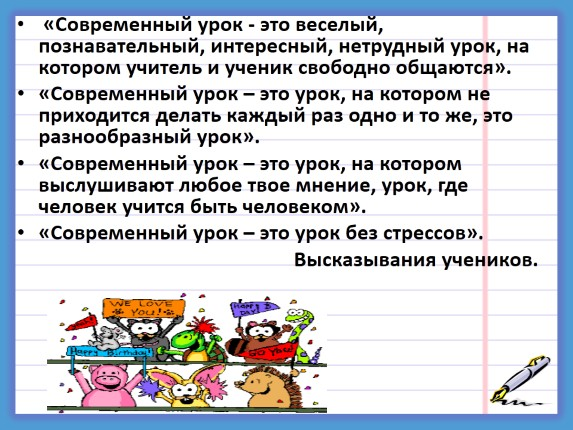 • «Современный урок - это веселый,
познавательный, интересный, нетрудный урок, на
котором учитель и ученик свободно общаются».
• «Современный урок – это урок, на котором не
приходится делать каждый раз одно и то же, это
разнообразный урок».
• «Современный урок – это урок, на котором
выслушивают любое твое мнение, урок, где
человек учится быть человеком».
• «Современный урок – это урок без стрессов».
Высказывания учеников.
WE LOVE
YOU!
HAPPY B
DAY!
Happy Birthday!
GO YOU!